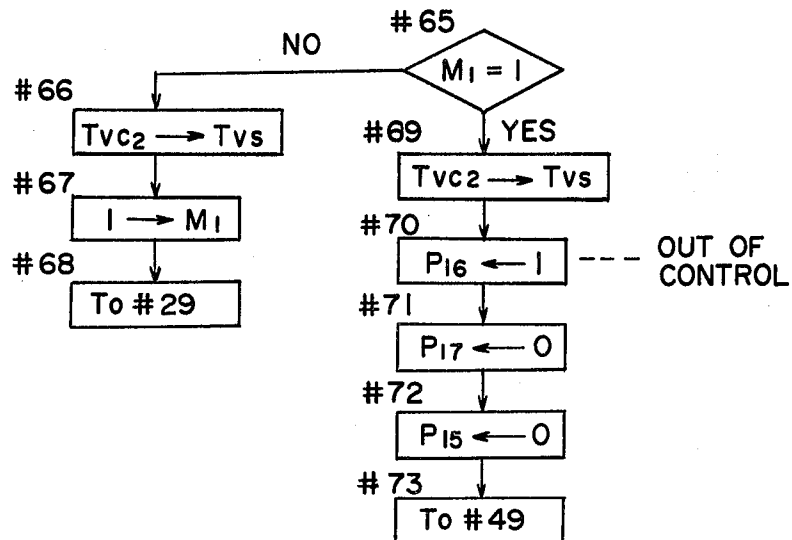 #65
M1 = 1
NO
YES
#66
Tvc2 → Tvs
#67
1 → M1
#68
To #29
#69
Tvc2 → Tvs
#70
P16 ← 1
OUT OF
CONTROL
#71
P17 ← 0
#72
P15 ← 0
#73
To #49